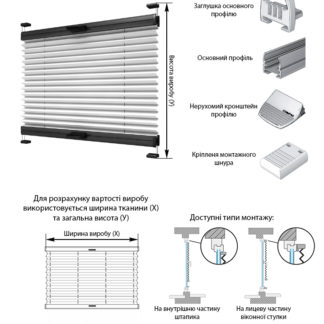 Заглушка основного
профілю
Висота виробу (Y)
Основний профіль
Нерухомий кронштейн
профілю
Кріплення монтажного
шнура
Для розрахунку вартості виробу
використовується ширина тканини (X)
та загальна висота (У)
Ширина виробу (X)
Доступні типи монтажу:
На внутрішню частину
штапика
На лицеву частину
віконної стулки